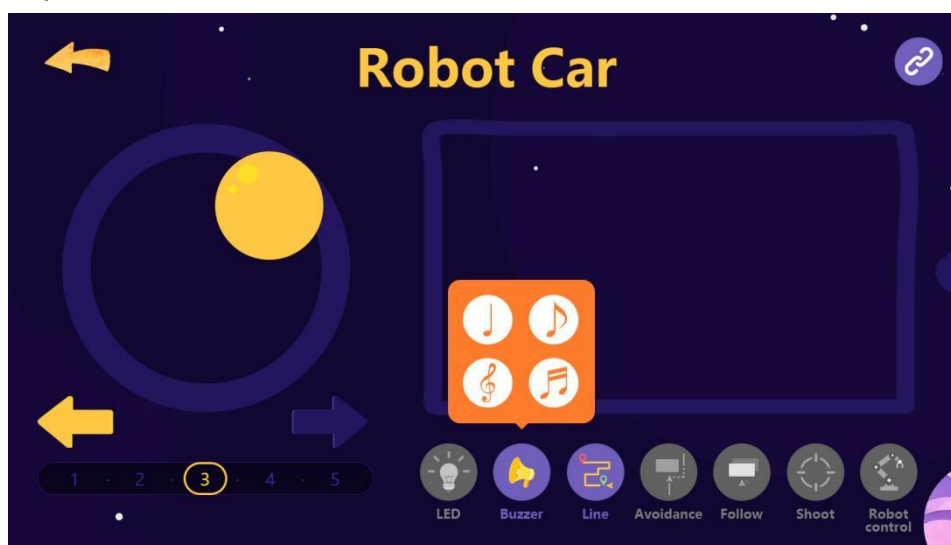 Robot Car
1 · 2 · 3 · 4 · 5
LED
Buzzer
Line
Avoidance
Follow
Shoot
Robot
control